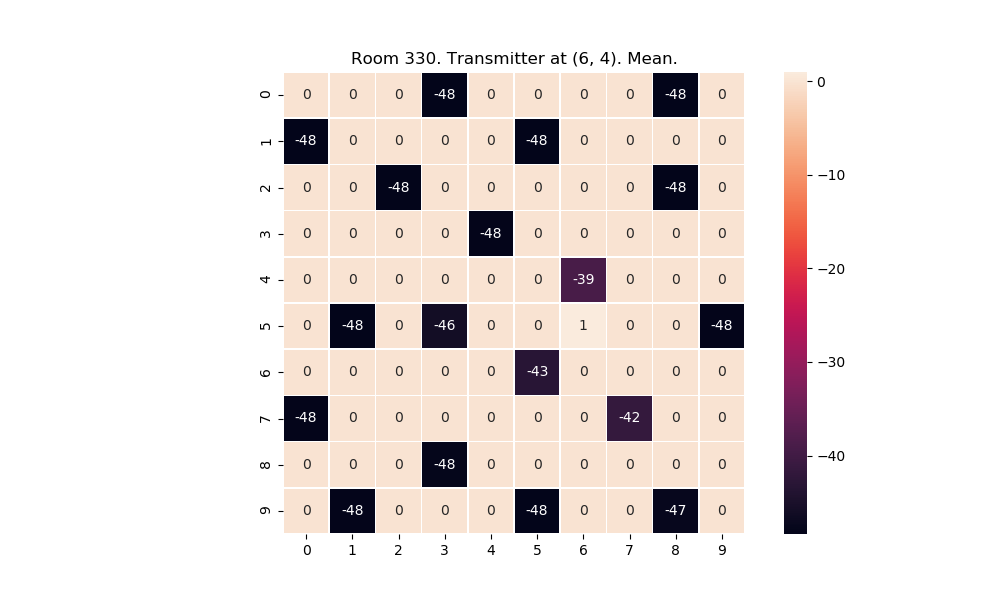 Room 330. Transmitter at (6, 4). Mean.
0 0 0 0 -48 0 0 0 0 -48 0 0
1 -48 0 0 0 0 -48 0 0 0 0 −10
2 0 0 -48 0 0 0 0 0 -48 0
3 0 0 0 0 -48 0 0 0 0 0 −20
4 0 0 0 0 0 0 -39 0 0 0
5 0 -48 0 -46 0 0 1 0 0 -48
6 0 0 0 0 0 -43 0 0 0 0 −30
7 -48 0 0 0 0 0 0 -42 0 0
8 0 0 0 -48 0 0 0 0 0 0 −40
9 0 -48 0 0 0 -48 0 0 -47 0
0 1 2 3 4 5 6 7 8 9